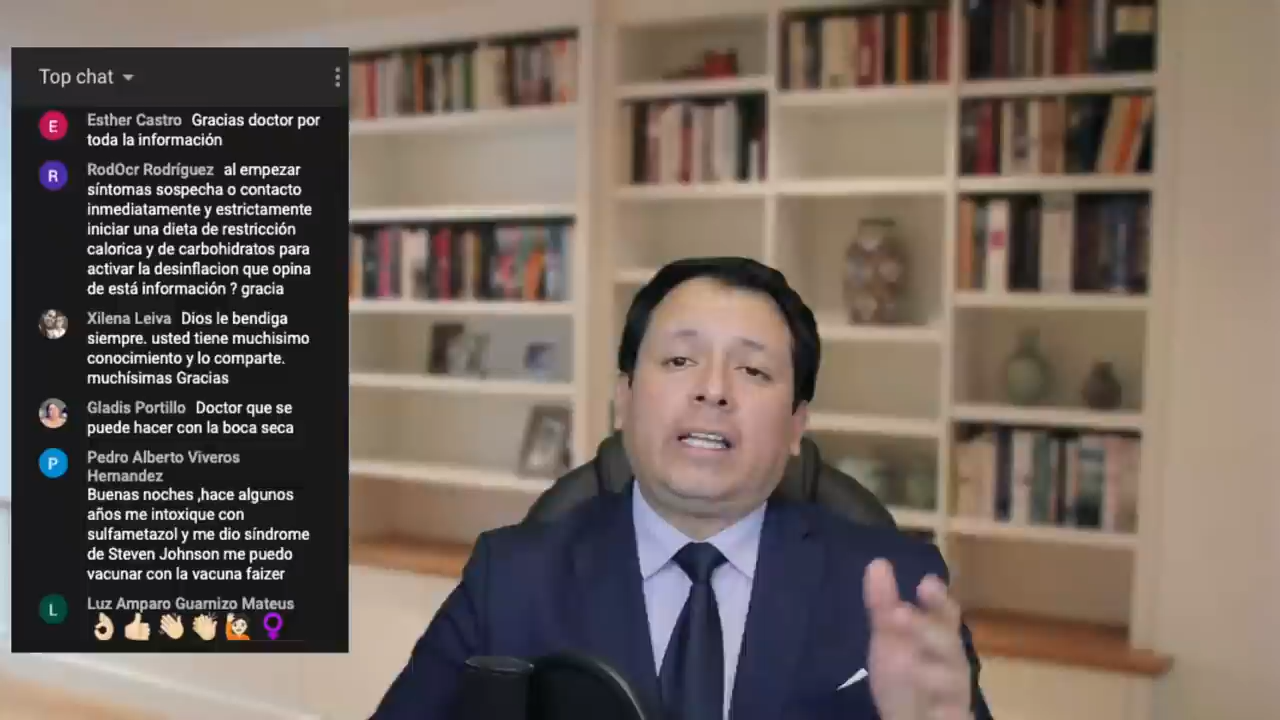 Top chat
E
Esther Castro Gracias doctor por
toda la información
R
RodOcr Rodríguez al empezar
síntomas sospecha o contacto
inmediatamente y estrictamente
iniciar una dieta de restricción
calorica y de carbohidratos para
activar la desinflacion que opina
de está información ? gracia
Xilena Leiva Dios le bendiga
siempre. usted tiene muchisimo
conocimiento y lo comparte.
muchísimas Gracias
Gladis Portillo Doctor que se
puede hacer con la boca seca
P
Pedro Alberto Viveros
Hernandez
Buenas noches ,hace algunos
años me intoxique con
sulfametazol y me dio síndrome
de Steven Johnson me puedo
vacunar con la vacuna faizer
L
Luz Amparo Guarnizo Mateus
👌🏻👍🏻👋🏻👏🏻🙋🏻♀